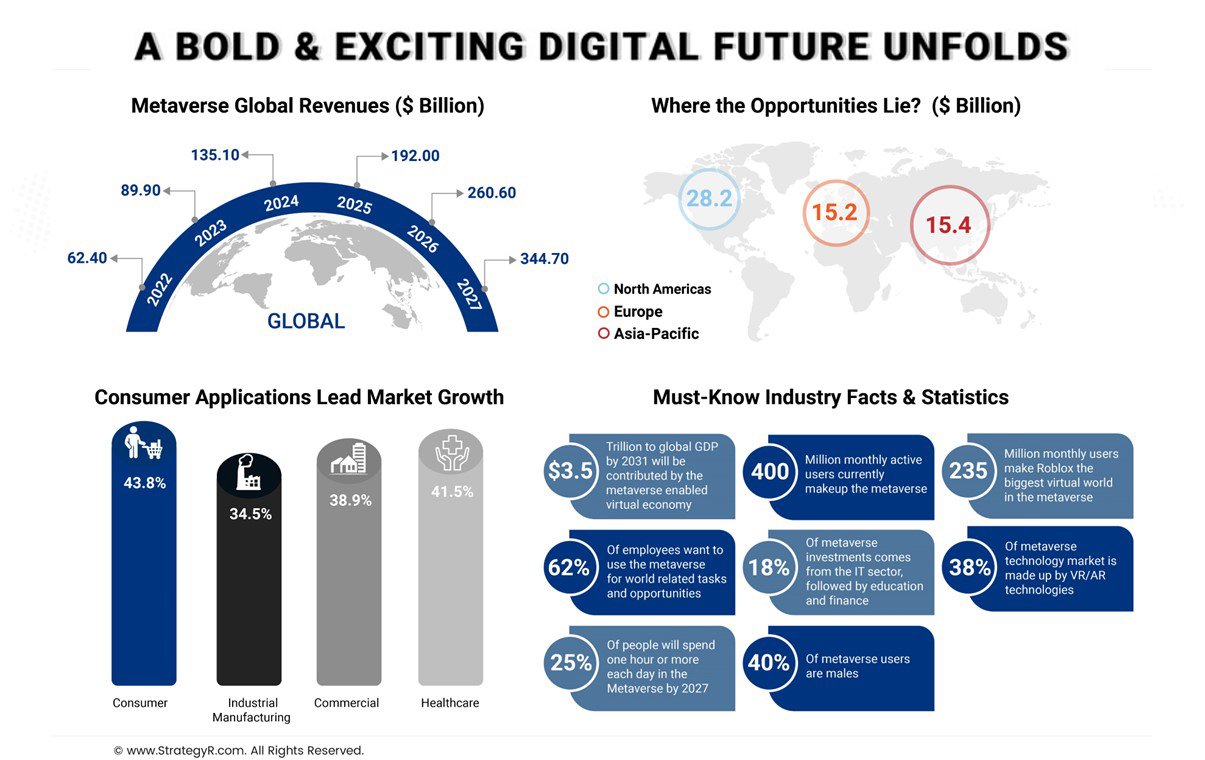 A BOLD & EXCITING DIGITAL FUTURE UNFOLDS
Metaverse Global Revenues ($ Billion)
135.10
192.00
89.90
260.60
62.40
344.70
2022
2023
2024
2025
2026
2027
GLOBAL
Where the Opportunities Lie? ($ Billion)
28.2
15.2
15.4
North Americas
Europe
Asia-Pacific
Consumer Applications Lead Market Growth
43.8%
34.5%
38.9%
41.5%
Consumer
Industrial
Manufacturing
Commercial
Healthcare
Must-Know Industry Facts & Statistics
$3.5
Trillion to global GDP
by 2031 will be
contributed by the
metaverse enabled
virtual economy
400
Million monthly active
users currently
makeup the metaverse
235
Million monthly users
make Roblox the
biggest virtual world
in the metaverse
62%
Of employees want to
use the metaverse
for world related tasks
and opportunities
18%
Of metaverse
investments comes
from the IT sector,
followed by education
and finance
38%
Of metaverse
technology market is
made up by VR/AR
technologies
25%
Of people will spend
one hour or more
each day in the
Metaverse by 2027
40%
Of metaverse users
are males
© www.StrategyR.com. All Rights Reserved.